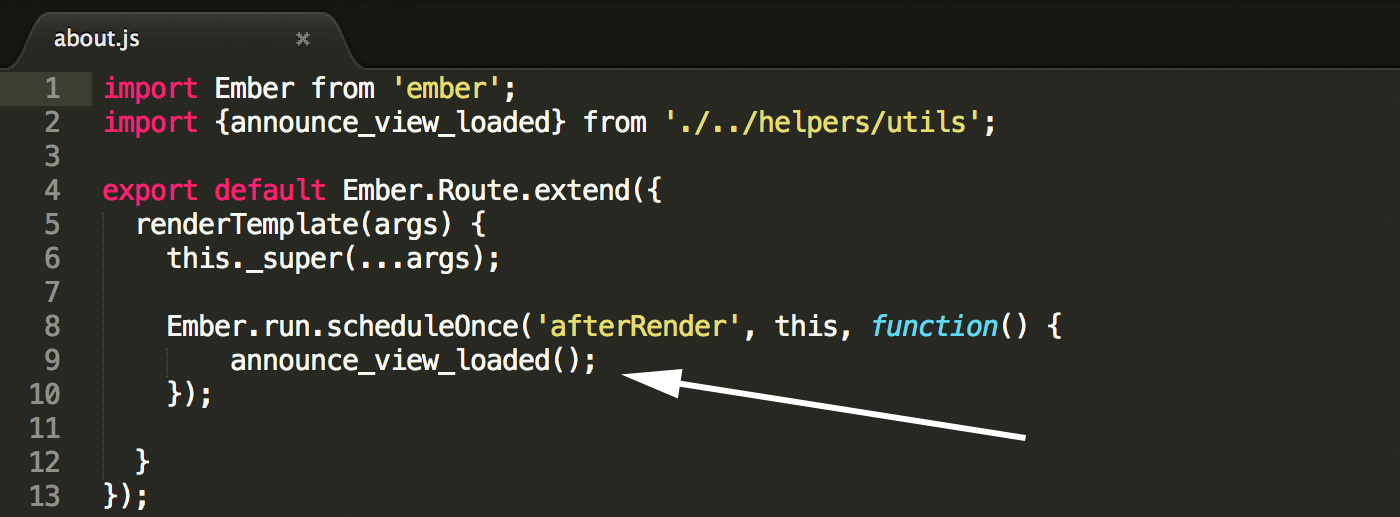 about.js ×
1 import Ember from 'ember';
2 import {announce_view_loaded} from './../helpers/utils';
3
4 export default Ember.Route.extend({
5   renderTemplate(args) {
6     this._super(...args);
7
8     Ember.run.scheduleOnce('afterRender', this, function() {
9         announce_view_loaded();
10     });
11
12   }
13 });